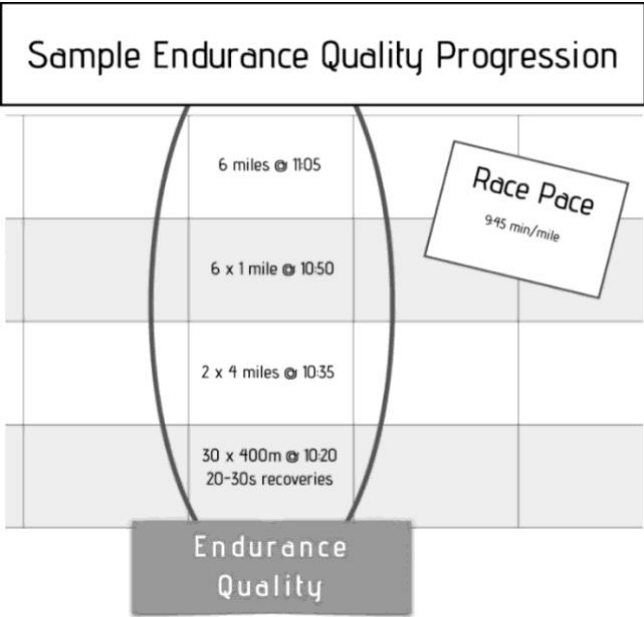 Sample Endurance Quality Progression
6 miles @ 11:05
Race Pace
9:45 min/mile
6 x 1 mile @ 10:50
2 x 4 miles @ 10:35
30 x 400m @ 10:20
20-30s recoveries
Endurance
Quality